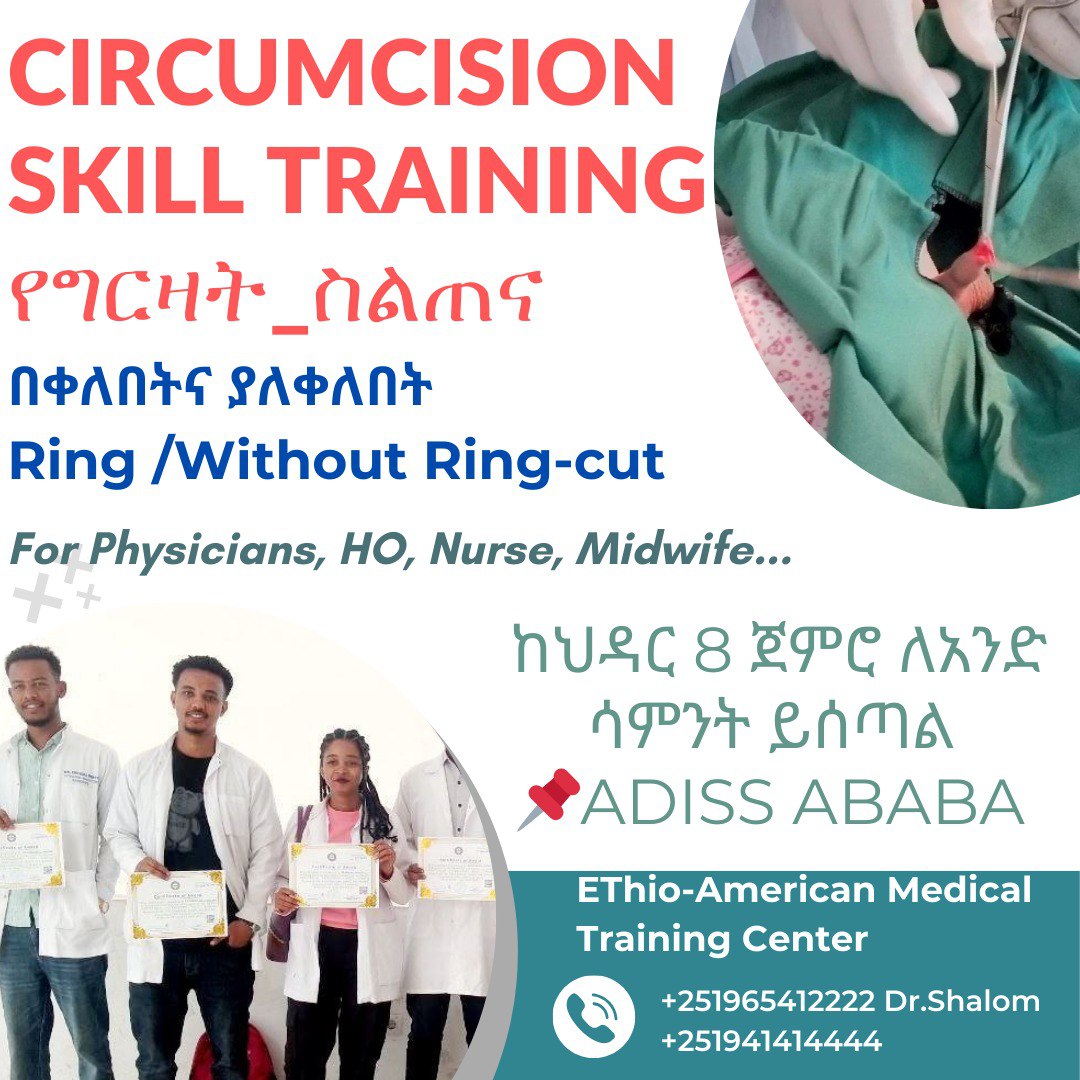 CIRCUMCISION
SKILL TRAINING
የግርዛት_ስልጠና
በቀለበትና ያለቀለበት
Ring /Without Ring-cut
For Physicians, HO, Nurse, Midwife...
ከህዳር 8 ጀምሮ ለአንድ
ሳምንት ይሰጣል
ADISS ABABA
EThio-American Medical
Training Center
+251965412222 Dr.Shalom
+251941414444